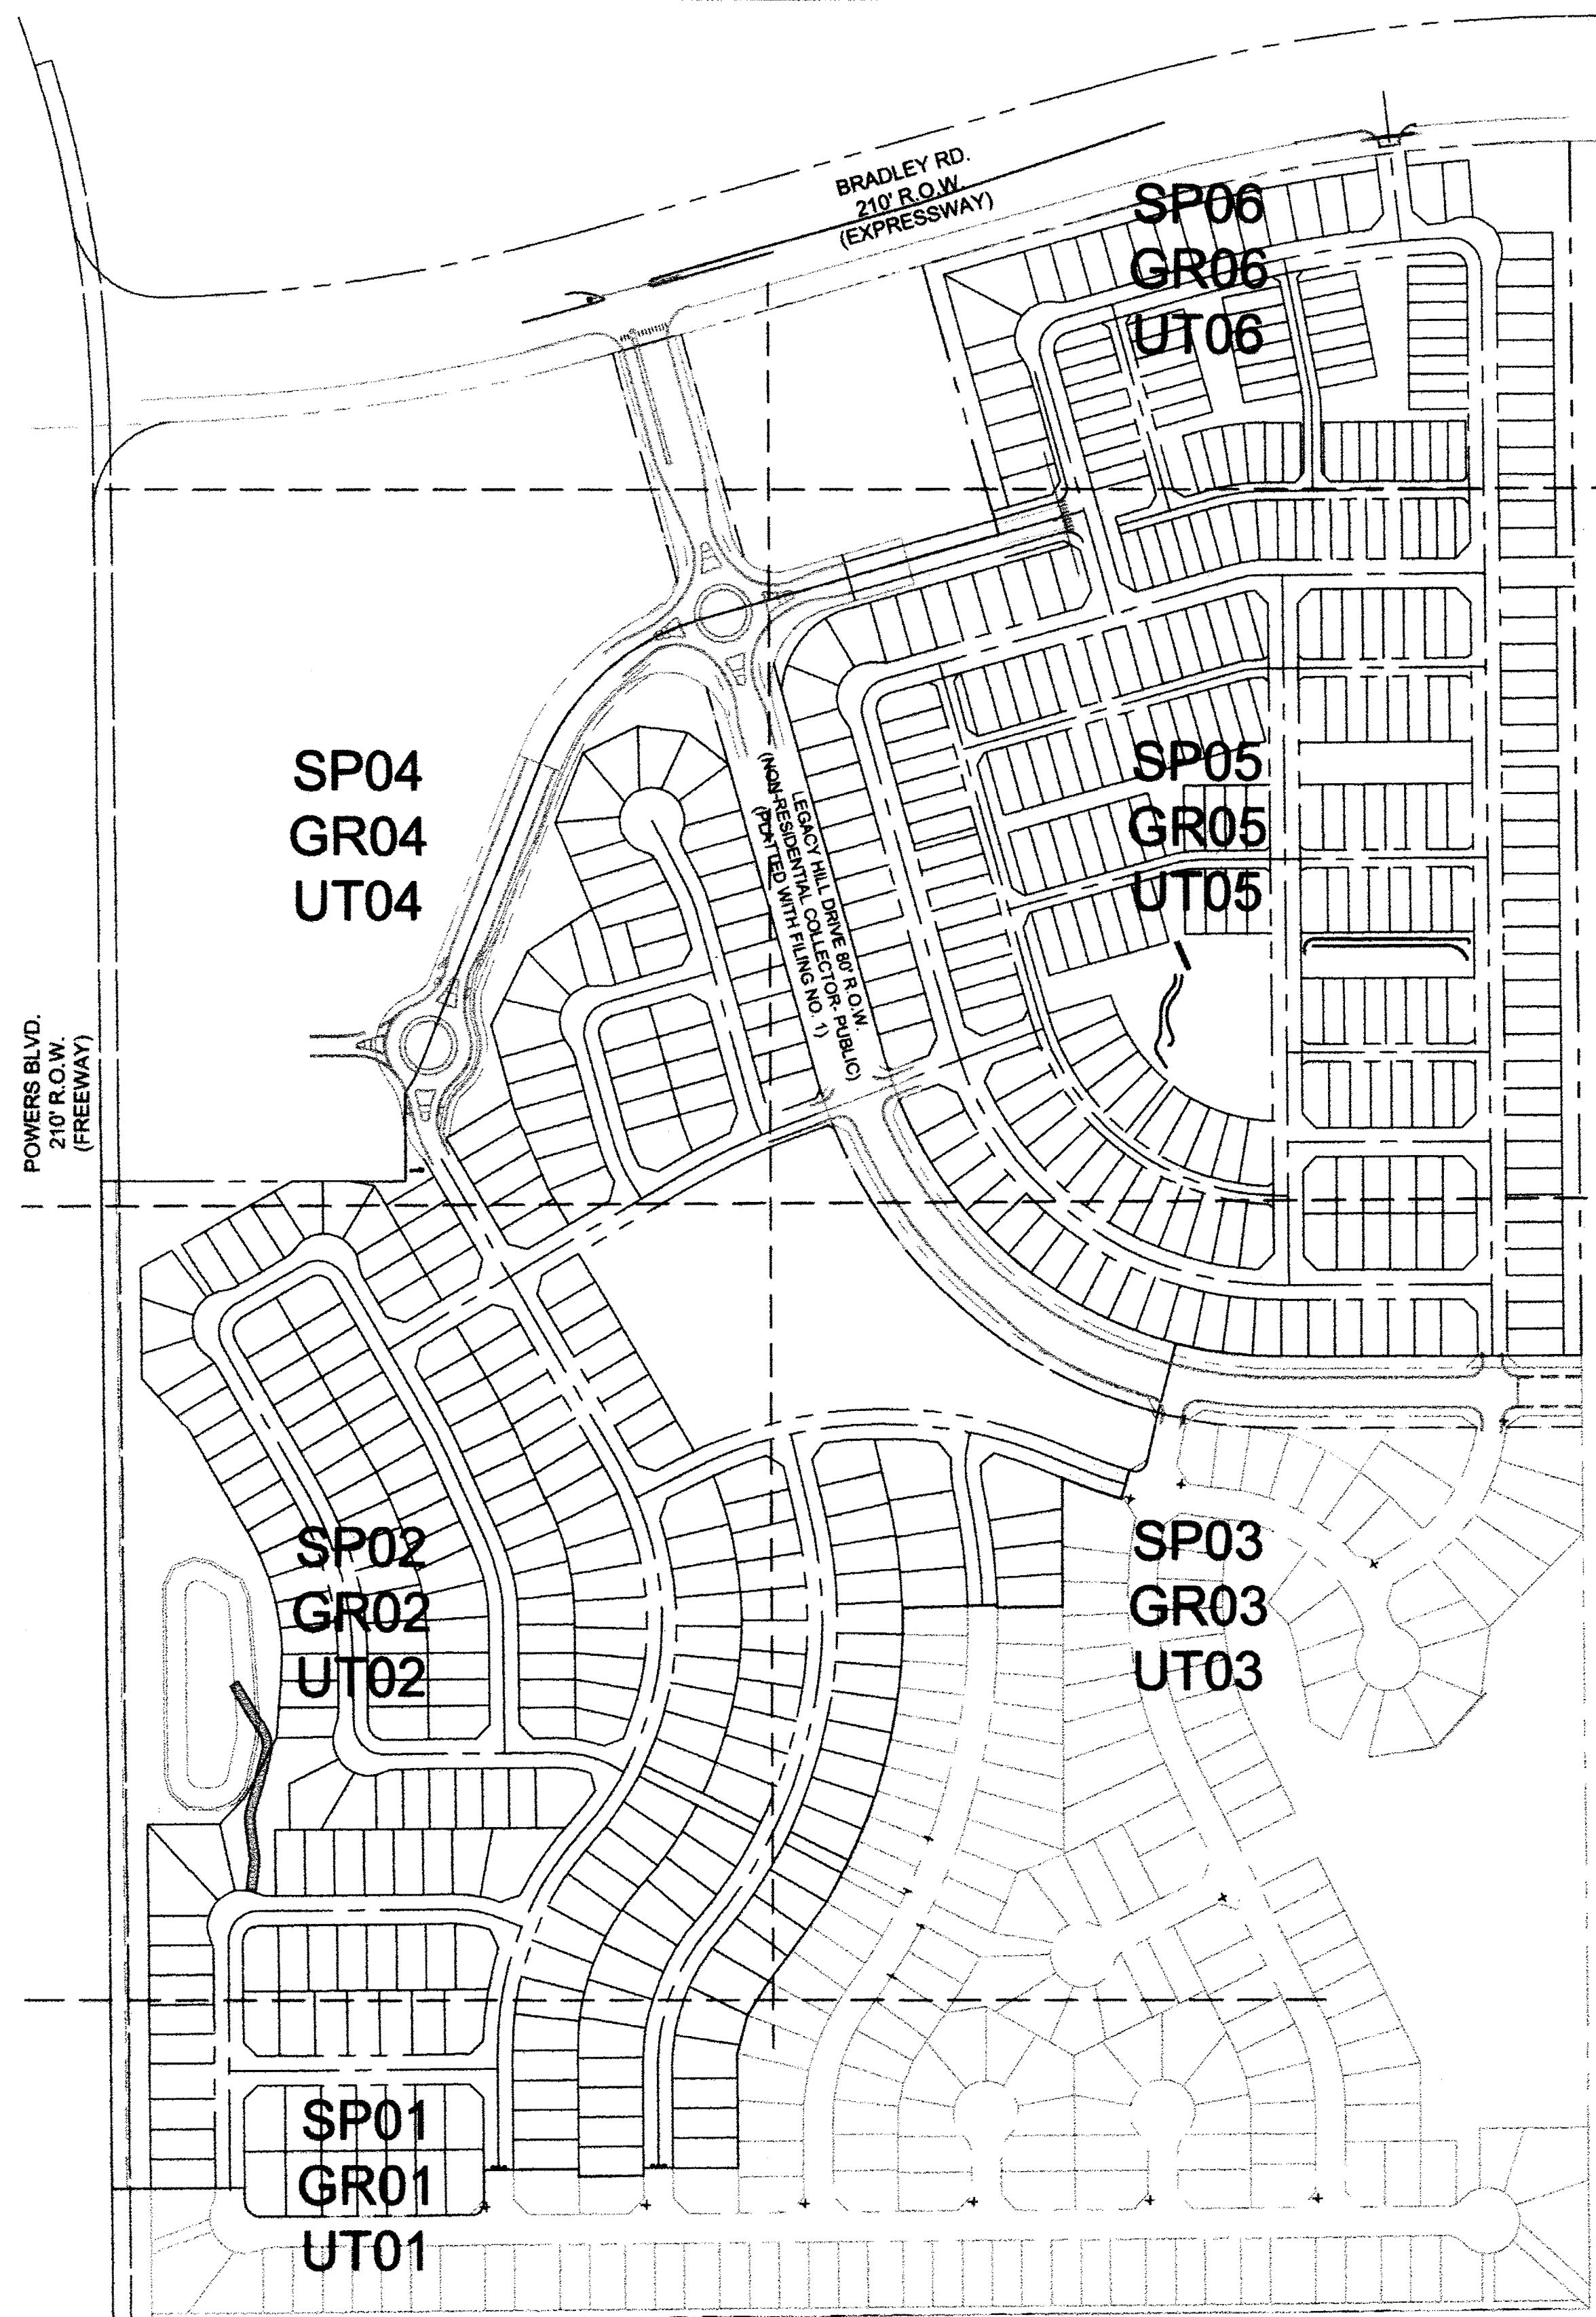 BRADLEY RD.
210' R.O.W.
(EXPRESSWAY)
SP06
GR06
UT06
SP04
GR04
UT04
LEGACY HILL DRIVE 80' R.O.W.
(NON-RESIDENTIAL COLLECTOR- PUBLIC)
(PLATTED WITH FILING NO. 1)
SP05
GR05
UT05
POWERS BLVD.
210' R.O.W.
(FREEWAY)
SP02
GR02
UT02
SP03
GR03
UT03
SP01
GR01
UT01